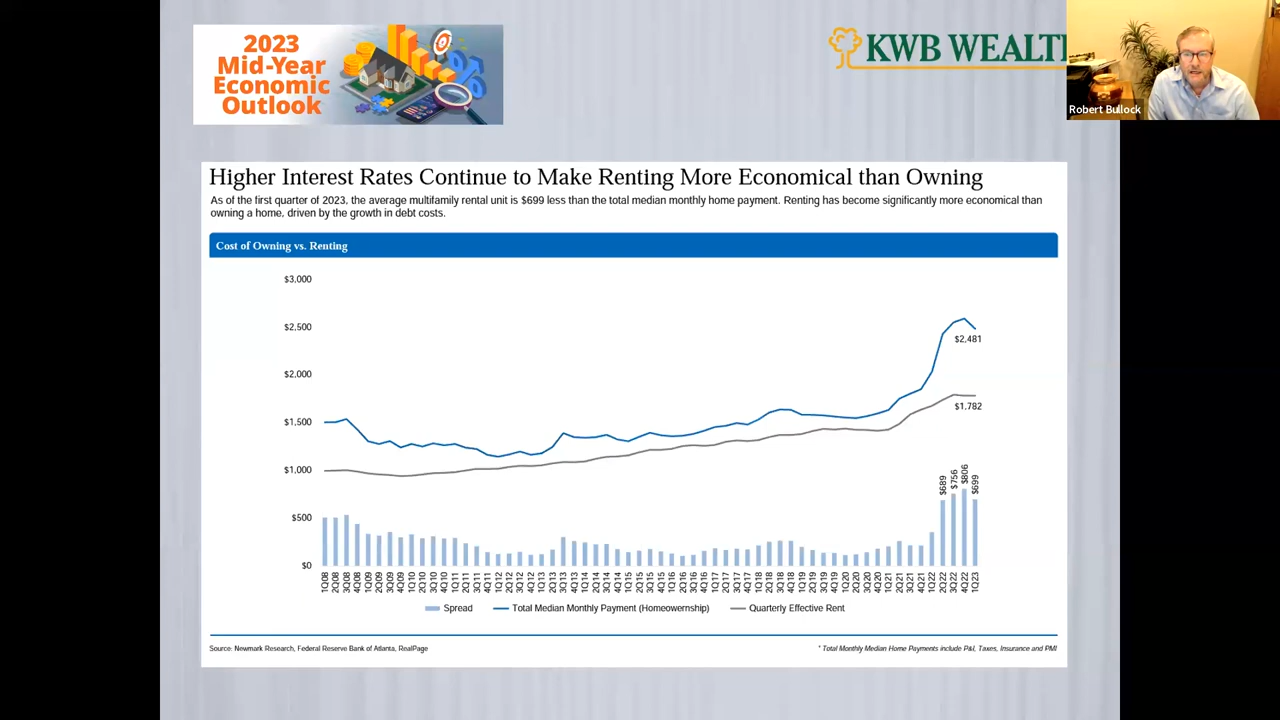 2023
Mid-Year
Economic
Outlook
KWB WEALTH
Robert Bullock
Higher Interest Rates Continue to Make Renting More Economical than Owning
As of the first quarter of 2023, the average multifamily rental unit is $699 less than the total median monthly home payment. Renting has become significantly more economical than
owning a home, driven by the growth in debt costs.
Cost of Owning vs. Renting
$3,000
$2,500
$2,000
$1,500
$1,000
$500
$0
$2,481
$1,782
$689
$756
$806
$699
1Q08
2Q08
3Q08
4Q08
1Q09
2Q09
3Q09
4Q09
1Q10
2Q10
3Q10
4Q10
1Q11
2Q11
3Q11
4Q11
1Q12
2Q12
3Q12
4Q12
1Q13
2Q13
3Q13
4Q13
1Q14
2Q14
3Q14
4Q14
1Q15
2Q15
3Q15
4Q15
1Q16
2Q16
3Q16
4Q16
1Q17
2Q17
3Q17
4Q17
1Q18
2Q18
3Q18
4Q18
1Q19
2Q19
3Q19
4Q19
1Q20
2Q20
3Q20
4Q20
1Q21
2Q21
3Q21
4Q21
1Q22
2Q22
3Q22
4Q22
1Q23
Spread
Total Median Monthly Payment (Homeownership)
Quarterly Effective Rent
Source: Newmark Research, Federal Reserve Bank of Atlanta, RealPage
* Total Monthly Median Home Payments include P&I, Taxes, Insurance and PMI